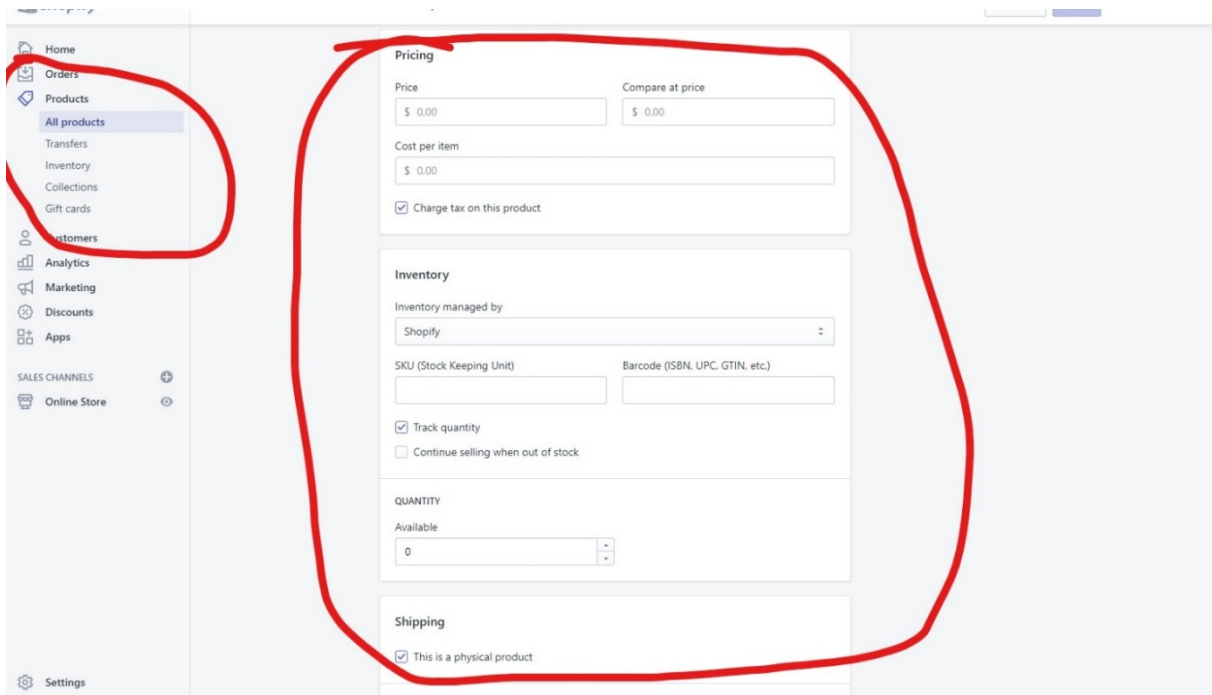 Home
Orders
Products
All products
Transfers
Inventory
Collections
Gift cards
Customers
Analytics
Marketing
Discounts
Apps
SALES CHANNELS
Online Store
Settings
Pricing
Price Compare at price
$ 0.00 $ 0.00
Cost per item
$ 0.00
Charge tax on this product
Inventory
Inventory managed by
Shopify
SKU (Stock Keeping Unit) Barcode (ISBN, UPC, GTIN, etc.)
Track quantity
Continue selling when out of stock
QUANTITY
Available
0
Shipping
This is a physical product